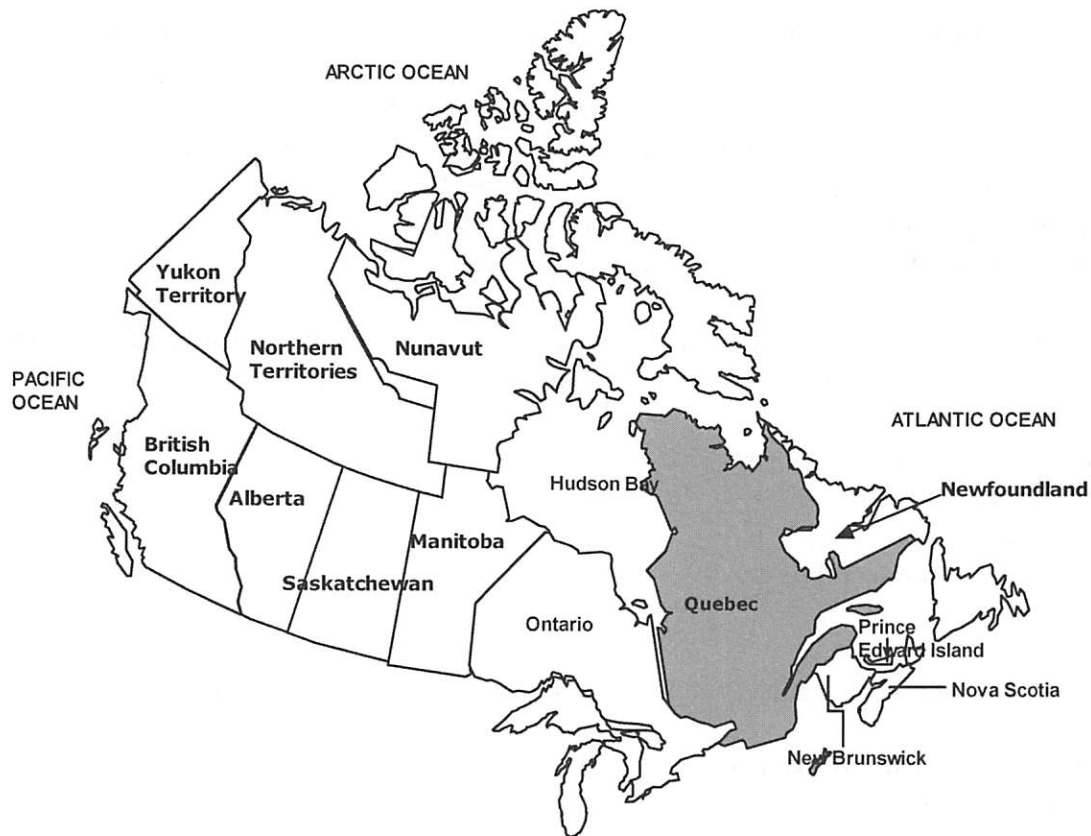 ARCTIC OCEAN
Yukon
Territory
Northern
Territories
Nunavut
PACIFIC
OCEAN
ATLANTIC OCEAN
British
Columbia
Hudson Bay
Alberta
Newfoundland
Manitoba
Saskatchewan
Quebec
Ontario
Prince
Edward Island
Nova Scotia
New Brunswick